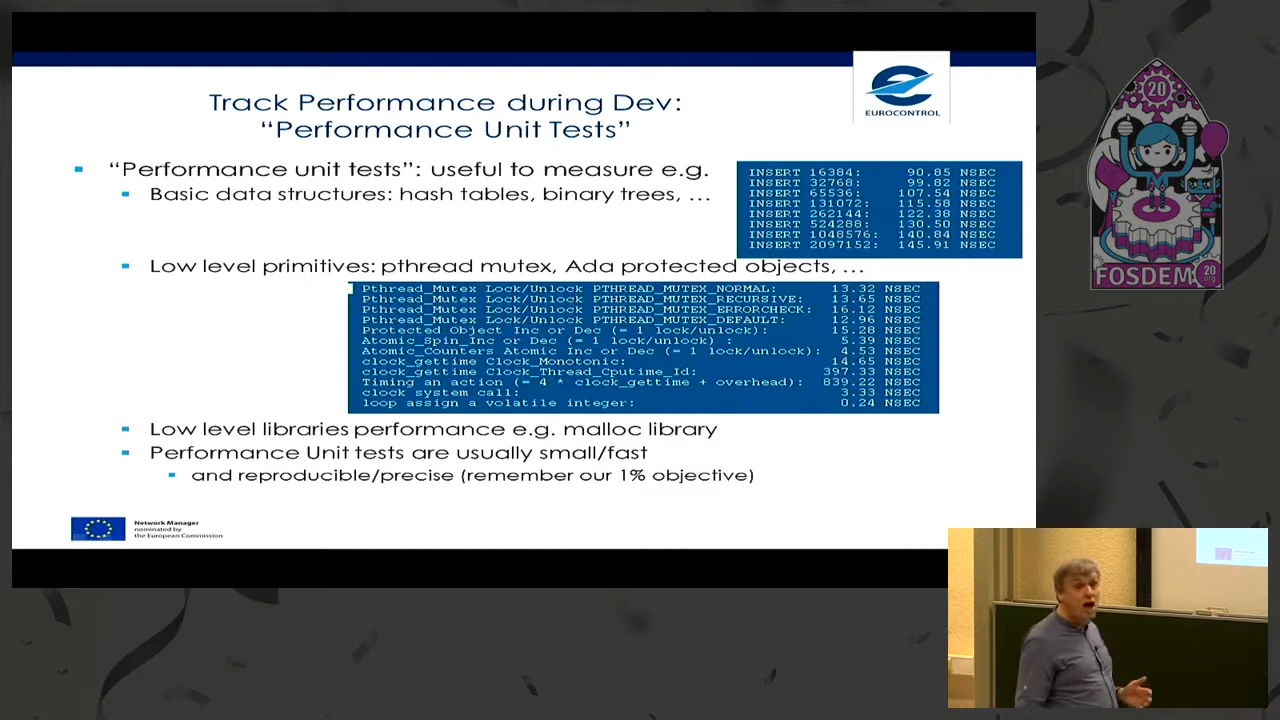 Track Performance during Dev:
“Performance Unit Tests”
EUROCONTROL
“Performance unit tests”: useful to measure e.g.
Basic data structures: hash tables, binary trees, …
INSERT 16384: 90.85 NSEC
INSERT 32768: 99.82 NSEC
INSERT 65536: 107.54 NSEC
INSERT 131072: 115.58 NSEC
INSERT 262144: 122.38 NSEC
INSERT 524288: 130.50 NSEC
INSERT 1048576: 140.84 NSEC
INSERT 2097152: 145.91 NSEC
Low level primitives: pthread mutex, Ada protected objects, …
Pthread_Mutex Lock/Unlock PTHREAD_MUTEX_NORMAL: 13.32 NSEC
Pthread_Mutex Lock/Unlock PTHREAD_MUTEX_RECURSIVE: 13.65 NSEC
Pthread_Mutex Lock/Unlock PTHREAD_MUTEX_ERRORCHECK: 16.12 NSEC
Pthread_Mutex Lock/Unlock PTHREAD_MUTEX_DEFAULT: 12.96 NSEC
Protected Object Inc or Dec (= 1 lock/unlock): 15.28 NSEC
Atomic_Spin_Inc or Dec (= 1 lock/unlock) : 5.39 NSEC
Atomic_Counters Atomic Inc or Dec (= 1 lock/unlock): 4.53 NSEC
clock_gettime Clock_Monotonic: 14.65 NSEC
clock_gettime Clock_Thread_Cputime_Id: 397.33 NSEC
Timing an action (= 4 * clock_gettime + overhead): 839.22 NSEC
clock system call: 3.33 NSEC
loop assign a volatile integer: 0.24 NSEC
Low level libraries performance e.g. malloc library
Performance Unit tests are usually small/fast
and reproducible/precise (remember our 1% objective)
Network Manager
nominated by
the European Commission
20
FOSDEM
20
.org